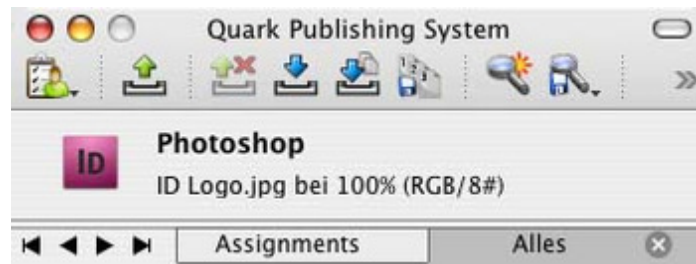 Quark Publishing System
ID
Photoshop
ID Logo.jpg bei 100% (RGB/8#)
Assignments
Alles